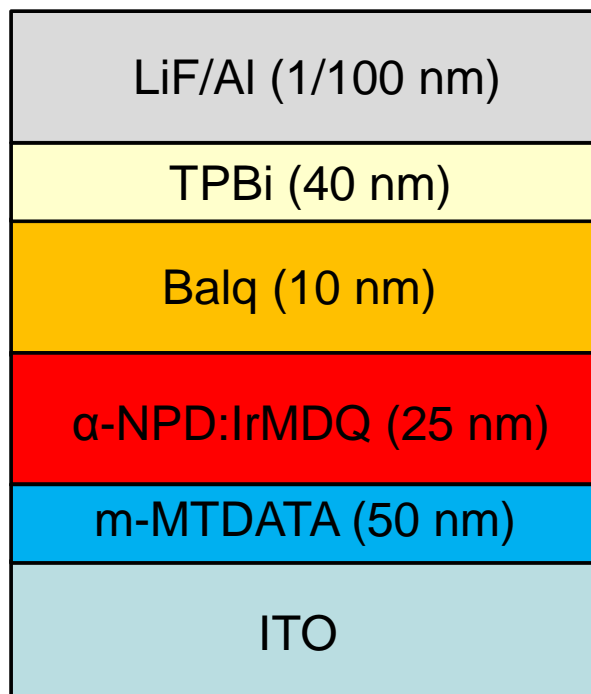 LiF/Al (1/100 nm)
TPBi (40 nm)
Balq (10 nm)
α-NPD:IrMDQ (25 nm)
m-MTDATA (50 nm)
ITO